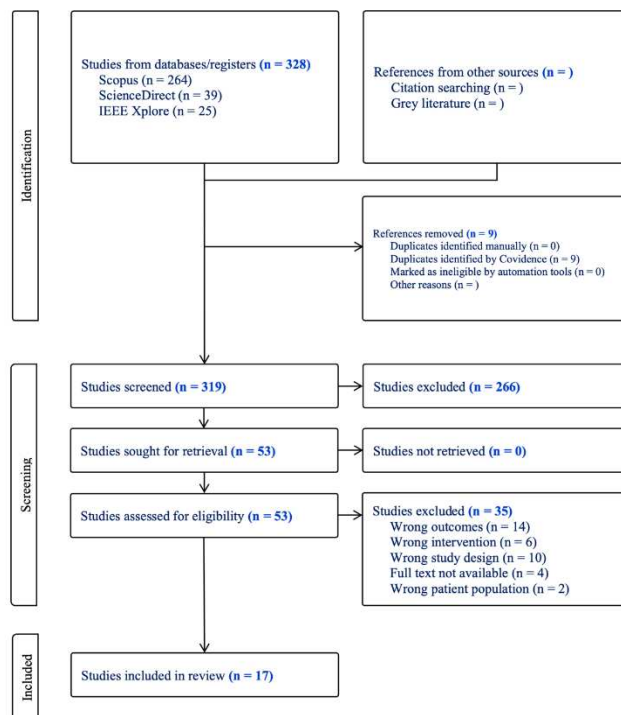 Identification
Studies from databases/registers (n = 328)
Scopus (n = 264)
ScienceDirect (n = 39)
IEEE Xplore (n = 25)
References from other sources (n = )
Citation searching (n = )
Grey literature (n = )
References removed (n = 9)
Duplicates identified manually (n = 0)
Duplicates identified by Covidence (n = 9)
Marked as ineligible by automation tools (n = 0)
Other reasons (n = )
Screening
Studies screened (n = 319)
Studies excluded (n = 266)
Studies sought for retrieval (n = 53)
Studies not retrieved (n = 0)
Studies assessed for eligibility (n = 53)
Studies excluded (n = 35)
Wrong outcomes (n = 14)
Wrong intervention (n = 6)
Wrong study design (n = 10)
Full text not available (n = 4)
Wrong patient population (n = 2)
Included
Studies included in review (n = 17)